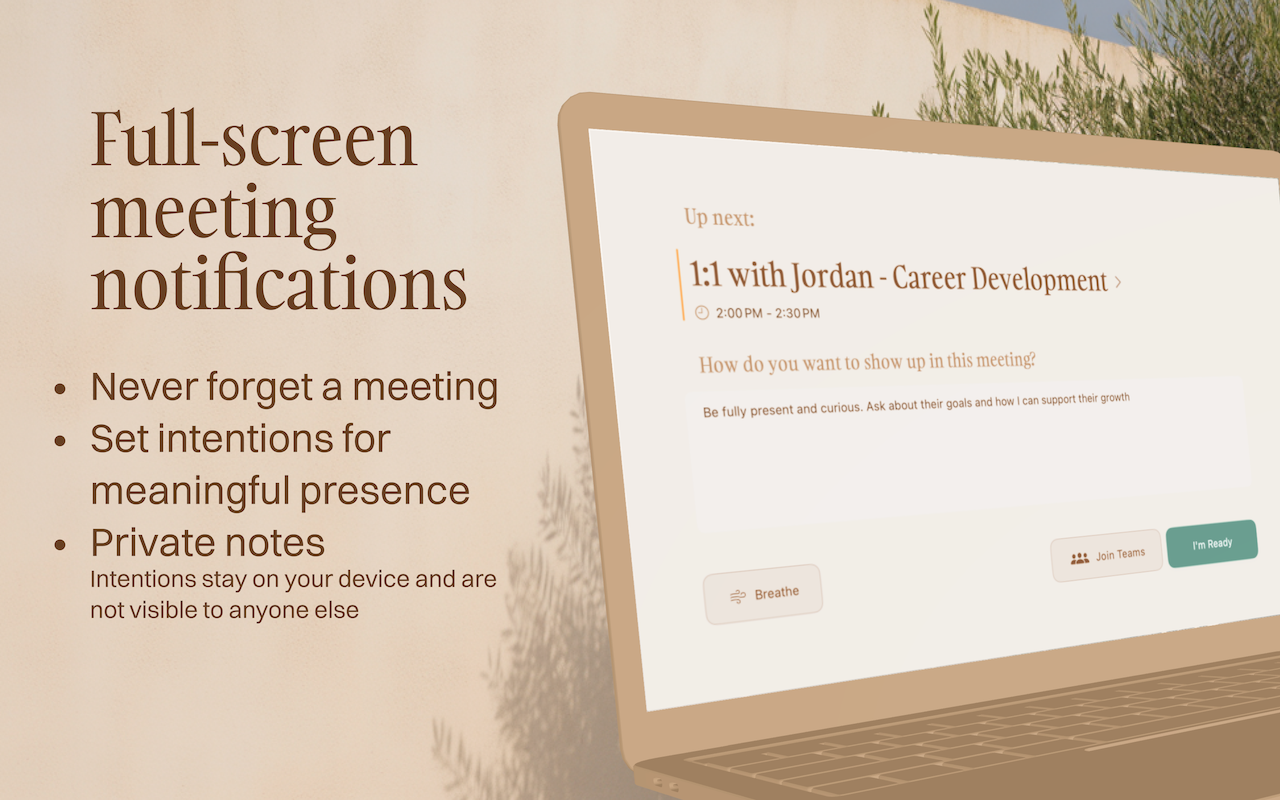 Full-screen
meeting
notifications
• Never forget a meeting
• Set intentions for
meaningful presence
• Private notes
Intentions stay on your device and are
not visible to anyone else
Up next:
1:1 with Jordan - Career Development >
2:00 PM - 2:30 PM
How do you want to show up in this meeting?
Be fully present and curious. Ask about their goals and how I can support their growth
Breathe
Join Teams
I'm Ready